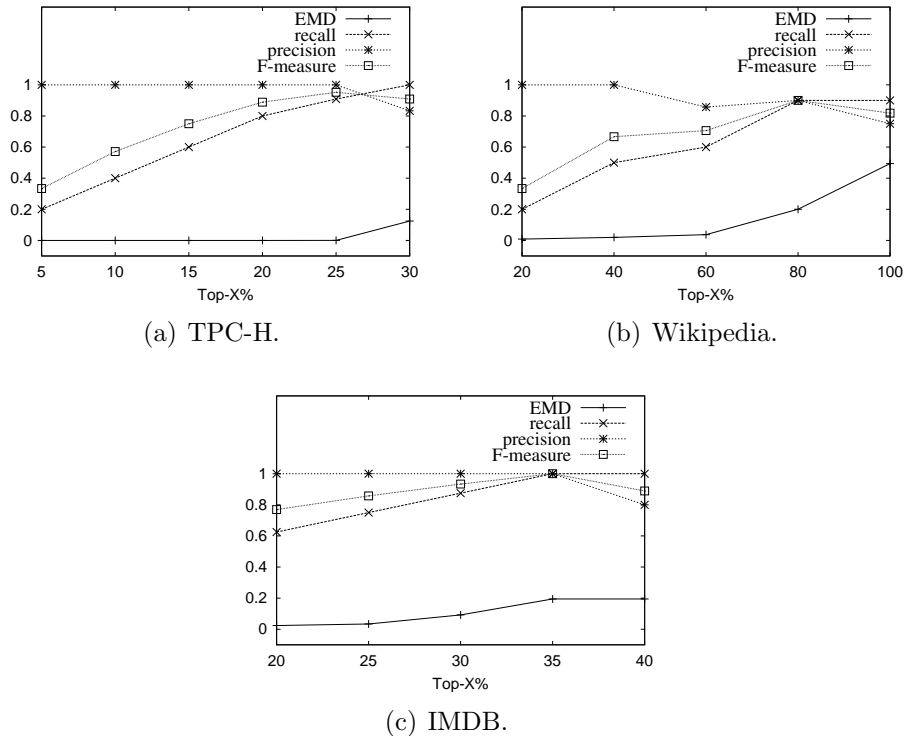 EMD
recall
precision
F-measure
1
0.8
0.6
0.4
0.2
0
5 10 15 20 25 30
Top-X%
(a) TPC-H.
EMD
recall
precision
F-measure
1
0.8
0.6
0.4
0.2
0
20 40 60 80 100
Top-X%
(b) Wikipedia.
EMD
recall
precision
F-measure
1
0.8
0.6
0.4
0.2
0
20 25 30 35 40
Top-X%
(c) IMDB.